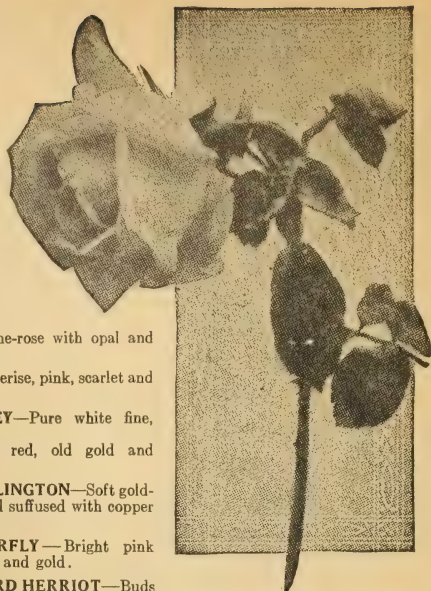 ne-rose with opal and
erise, pink, scarlet and
EY—Pure white fine,
red, old gold and
LINGTON—Soft gold-
d suffused with copper
RFLY—Bright pink
and gold.
RD HERRIOT—Buds